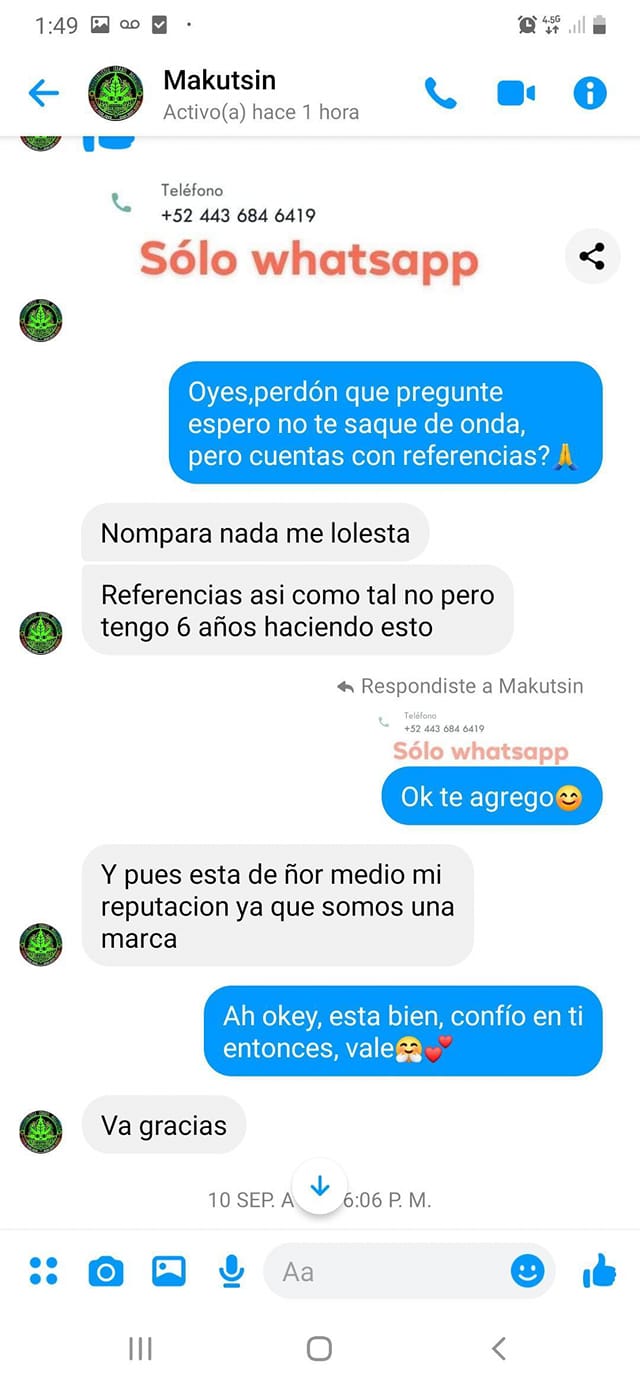 1:49
4.5G
Makutsin
Activo(a) hace 1 hora
Teléfono
+52 443 684 6419
Sólo whatsapp
Oyes,perdón que pregunte
espero no te saque de onda,
pero cuentas con referencias?🙏
Nompara nada me lolesta
Referencias asi como tal no pero
tengo 6 años haciendo esto
Respondiste a Makutsin
Teléfono
+52 443 684 6419
Sólo whatsapp
Ok te agrego😊
Y pues esta de ñor medio mi
reputacion ya que somos una
marca
Ah okey, esta bien, confío en ti
entonces, vale🤗💕
Va gracias
10 SEP. A 6:06 P. M.
Aa